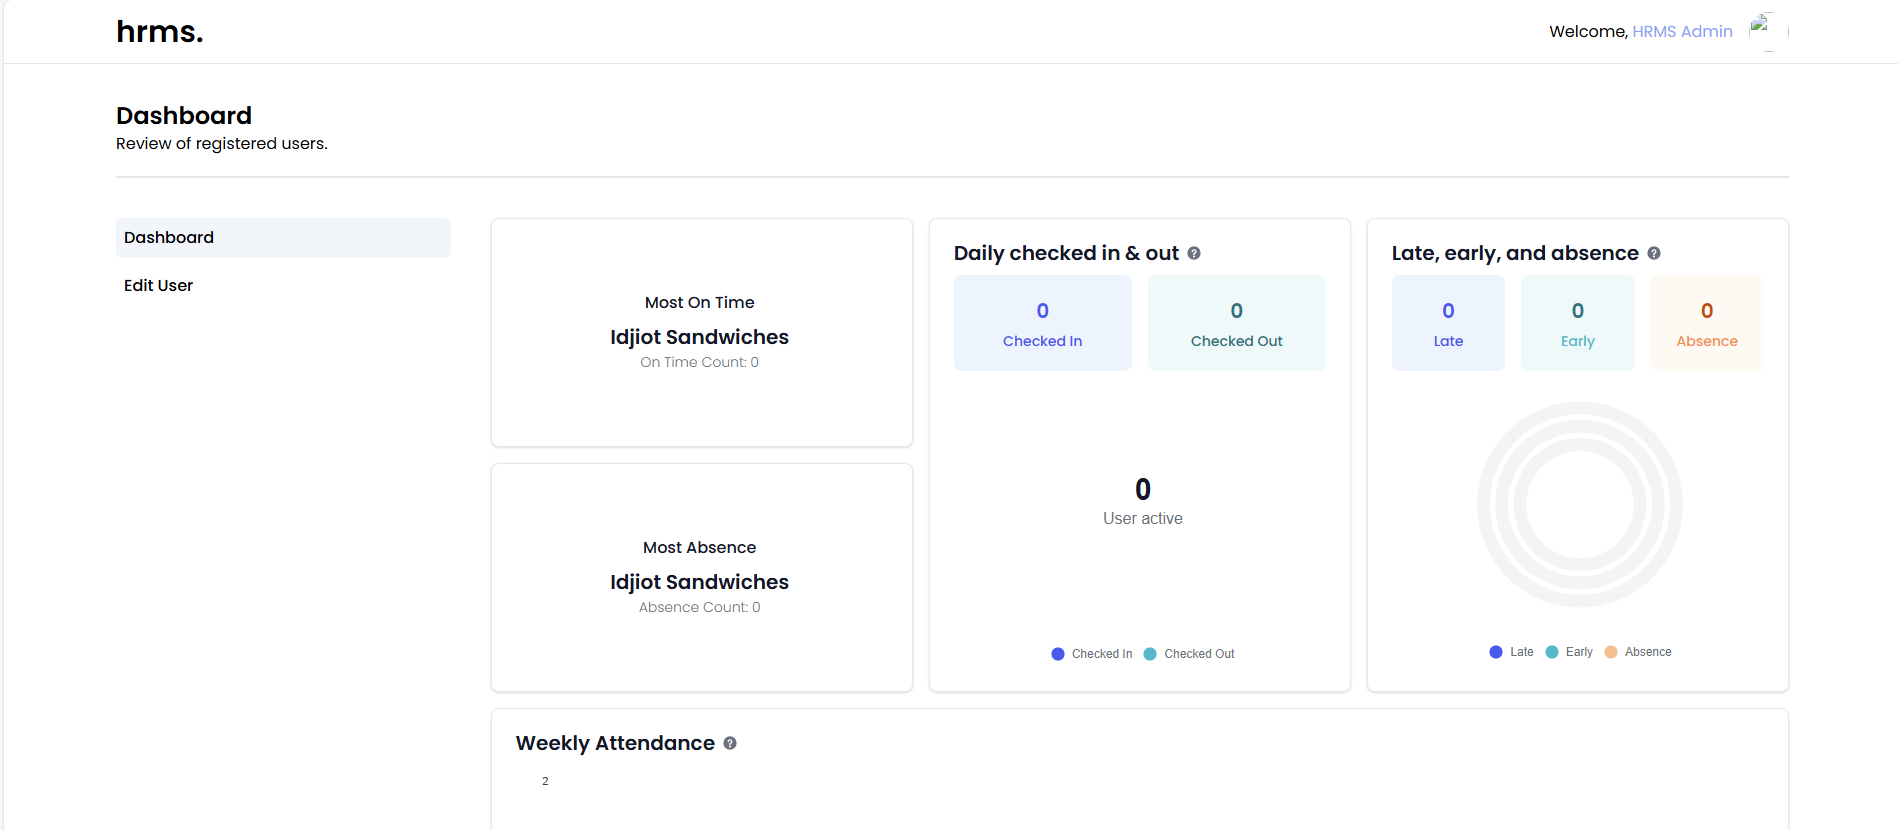 hrms.
Welcome, HRMS Admin
Dashboard
Review of registered users.
Dashboard
Edit User
Most On Time
Idjiot Sandwiches
On Time Count: 0
Most Absence
Idjiot Sandwiches
Absence Count: 0
Daily checked in & out ?
0
Checked In
0
Checked Out
0
User active
Checked In Checked Out
Late, early, and absence ?
0
Late
0
Early
0
Absence
Late Early Absence
Weekly Attendance ?
2